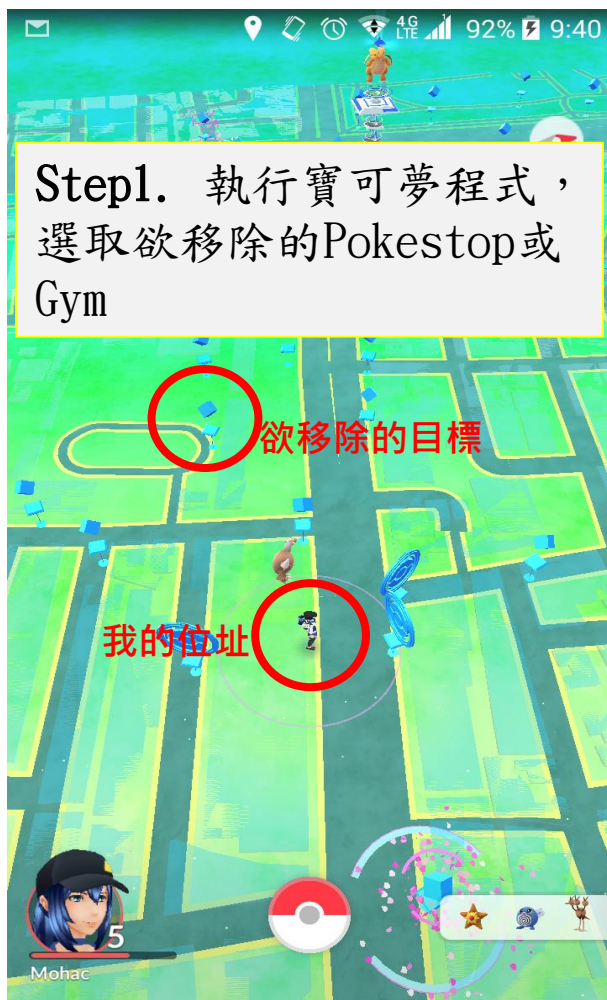 4G
LTE 92% 9:40
Step1. 執行寶可夢程式，
選取欲移除的Pokestop或
Gym
欲移除的目標
我的位址
5
Mohac